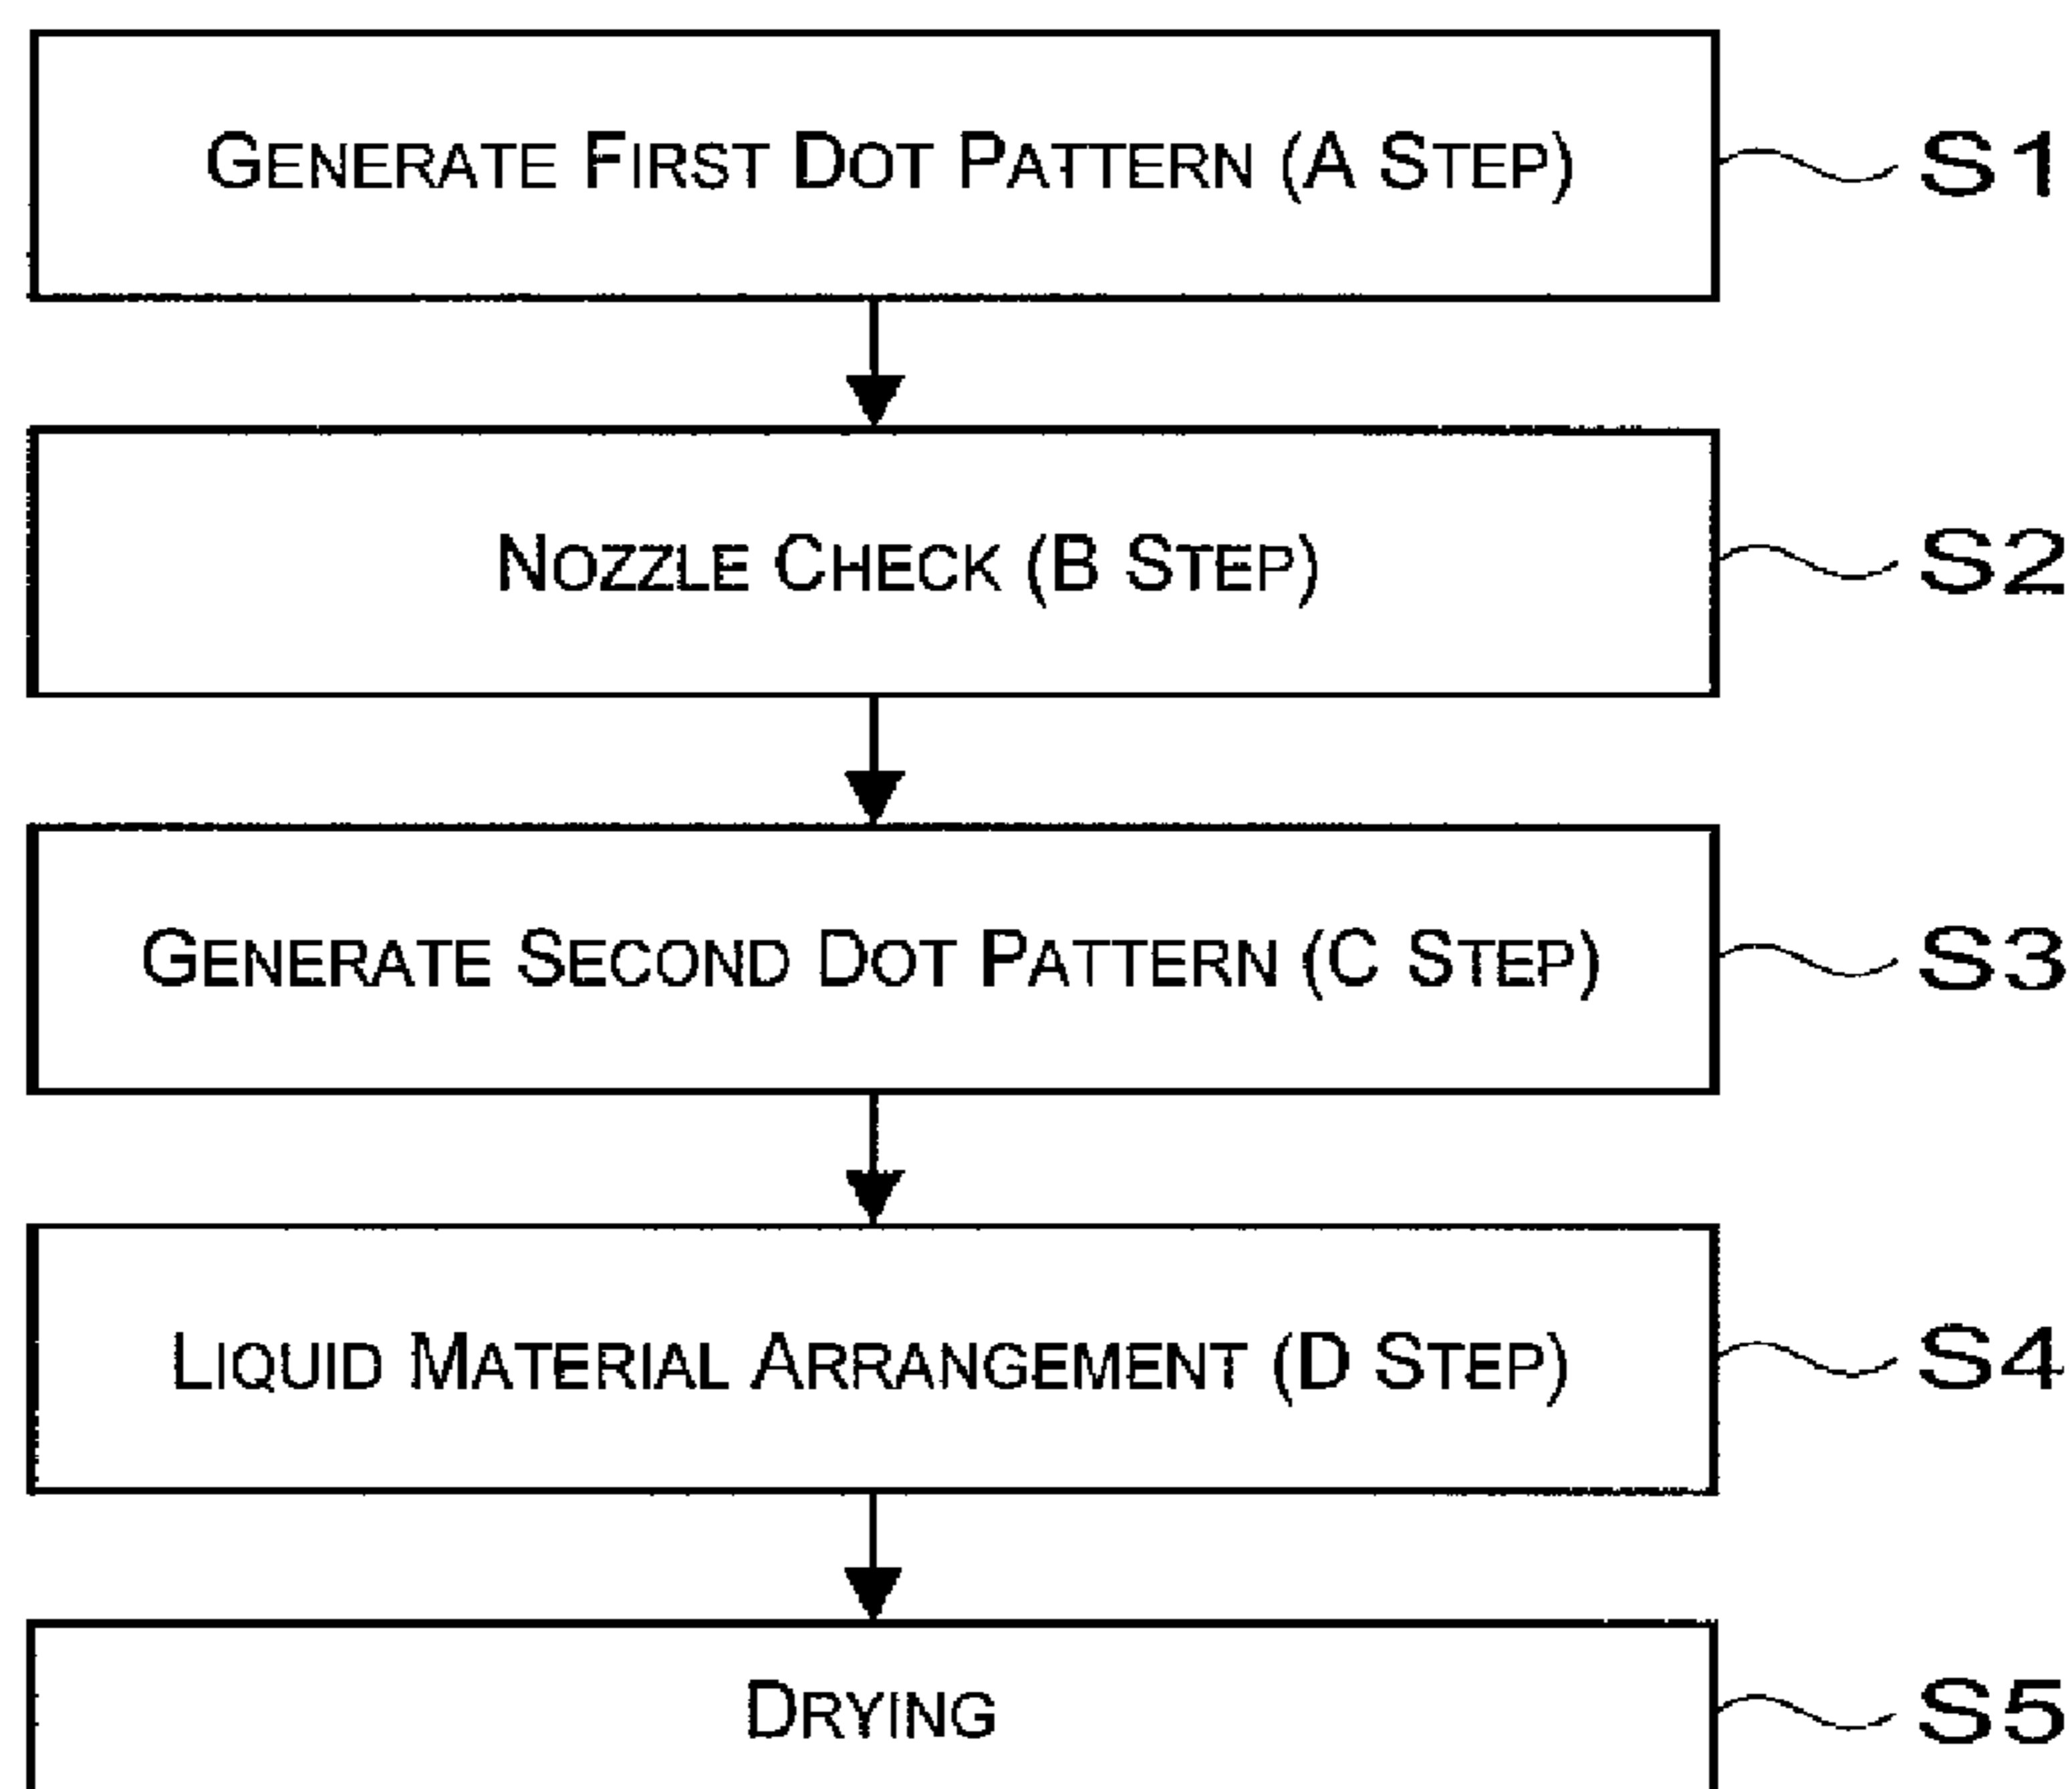 GENERATE FIRST DOT PATTERN (A STEP) S1
NOZZLE CHECK (B STEP) S2
GENERATE SECOND DOT PATTERN (C STEP) S3
LIQUID MATERIAL ARRANGEMENT (D STEP) S4
DRYING S5